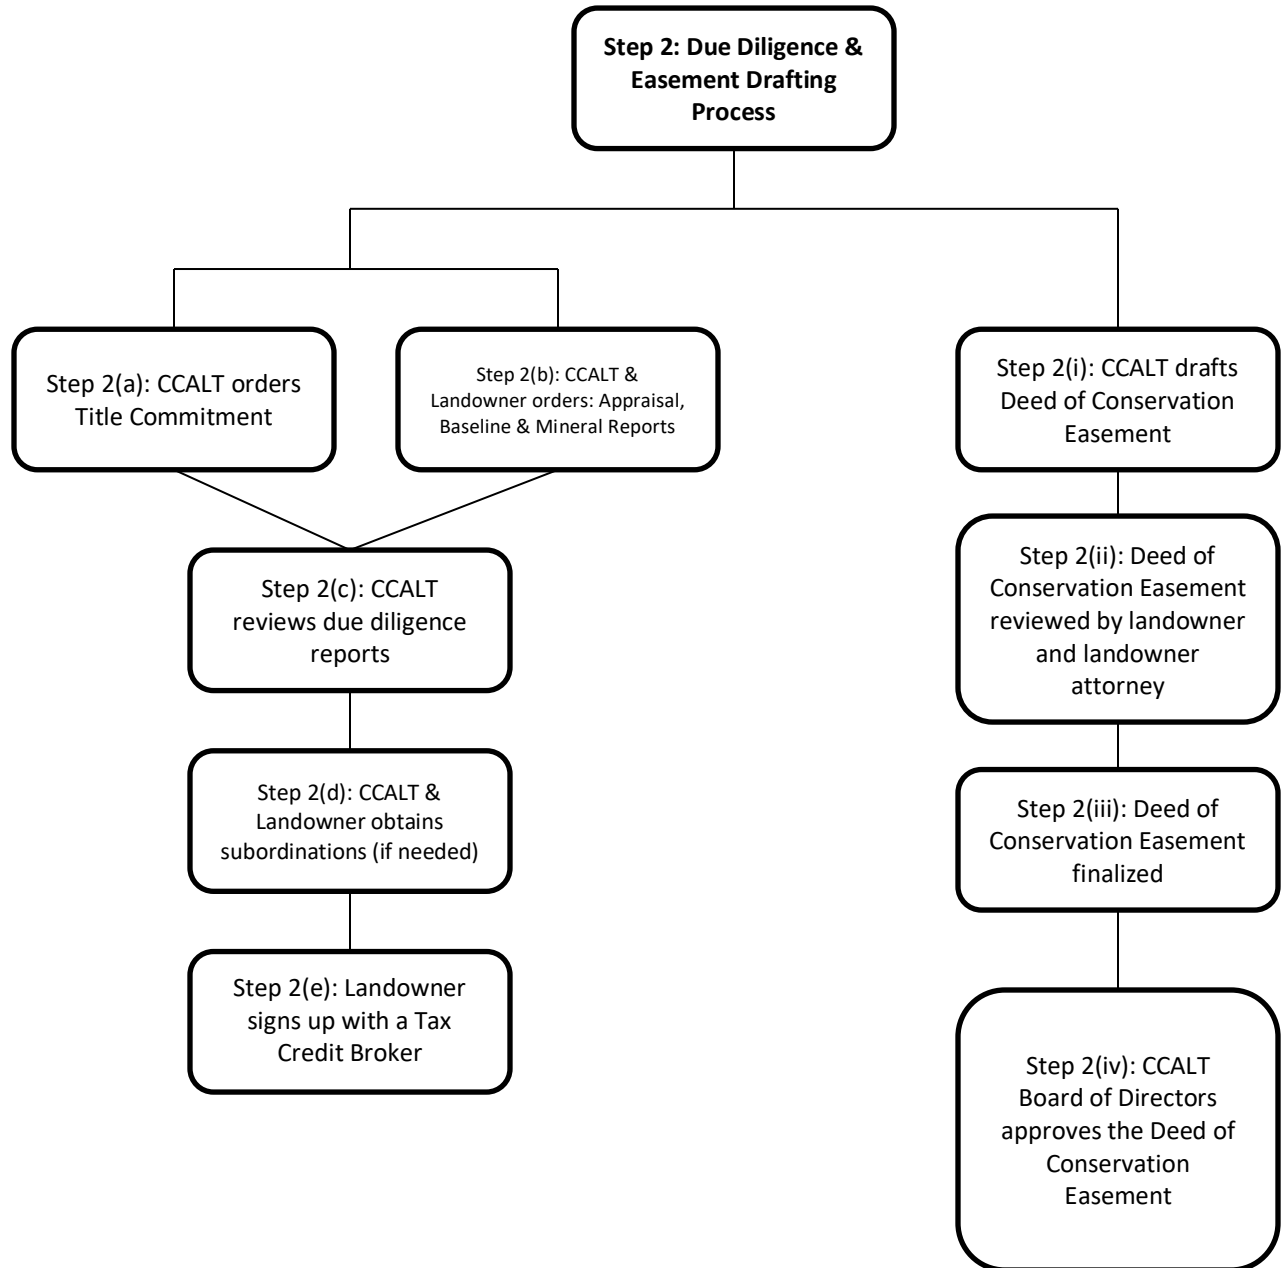 Step 2: Due Diligence &
Easement Drafting
Process
Step 2(a): CCALT orders
Title Commitment
Step 2(b): CCALT &
Landowner orders: Appraisal,
Baseline & Mineral Reports
Step 2(c): CCALT
reviews due diligence
reports
Step 2(d): CCALT &
Landowner obtains
subordinations (if needed)
Step 2(e): Landowner
signs up with a Tax
Credit Broker
Step 2(i): CCALT drafts
Deed of Conservation
Easement
Step 2(ii): Deed of
Conservation Easement
reviewed by landowner
and landowner
attorney
Step 2(iii): Deed of
Conservation Easement
finalized
Step 2(iv): CCALT
Board of Directors
approves the Deed of
Conservation
Easement